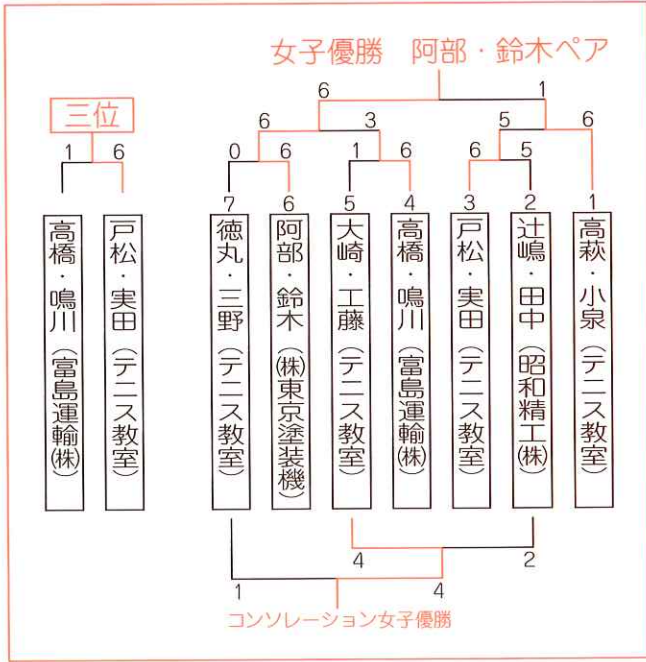 女子優勝 阿部・鈴木ペア
6 1
6 3 5 6
0 6 1 6 6 5
7 6 5 4 3 2 1
高萩・小泉(テニス教室)
辻嶋・田中(昭和精工(株))
戸松・実田(テニス教室)
高橋・鳴川(富島運輸(株))
大崎・工藤(テニス教室)
阿部・鈴木((株)東京塗装機)
徳丸・三野(テニス教室)
4 2
1 4
コンソレーション女子優勝
三位
1 6
戸松・実田(テニス教室)
高橋・鳴川(富島運輸(株))